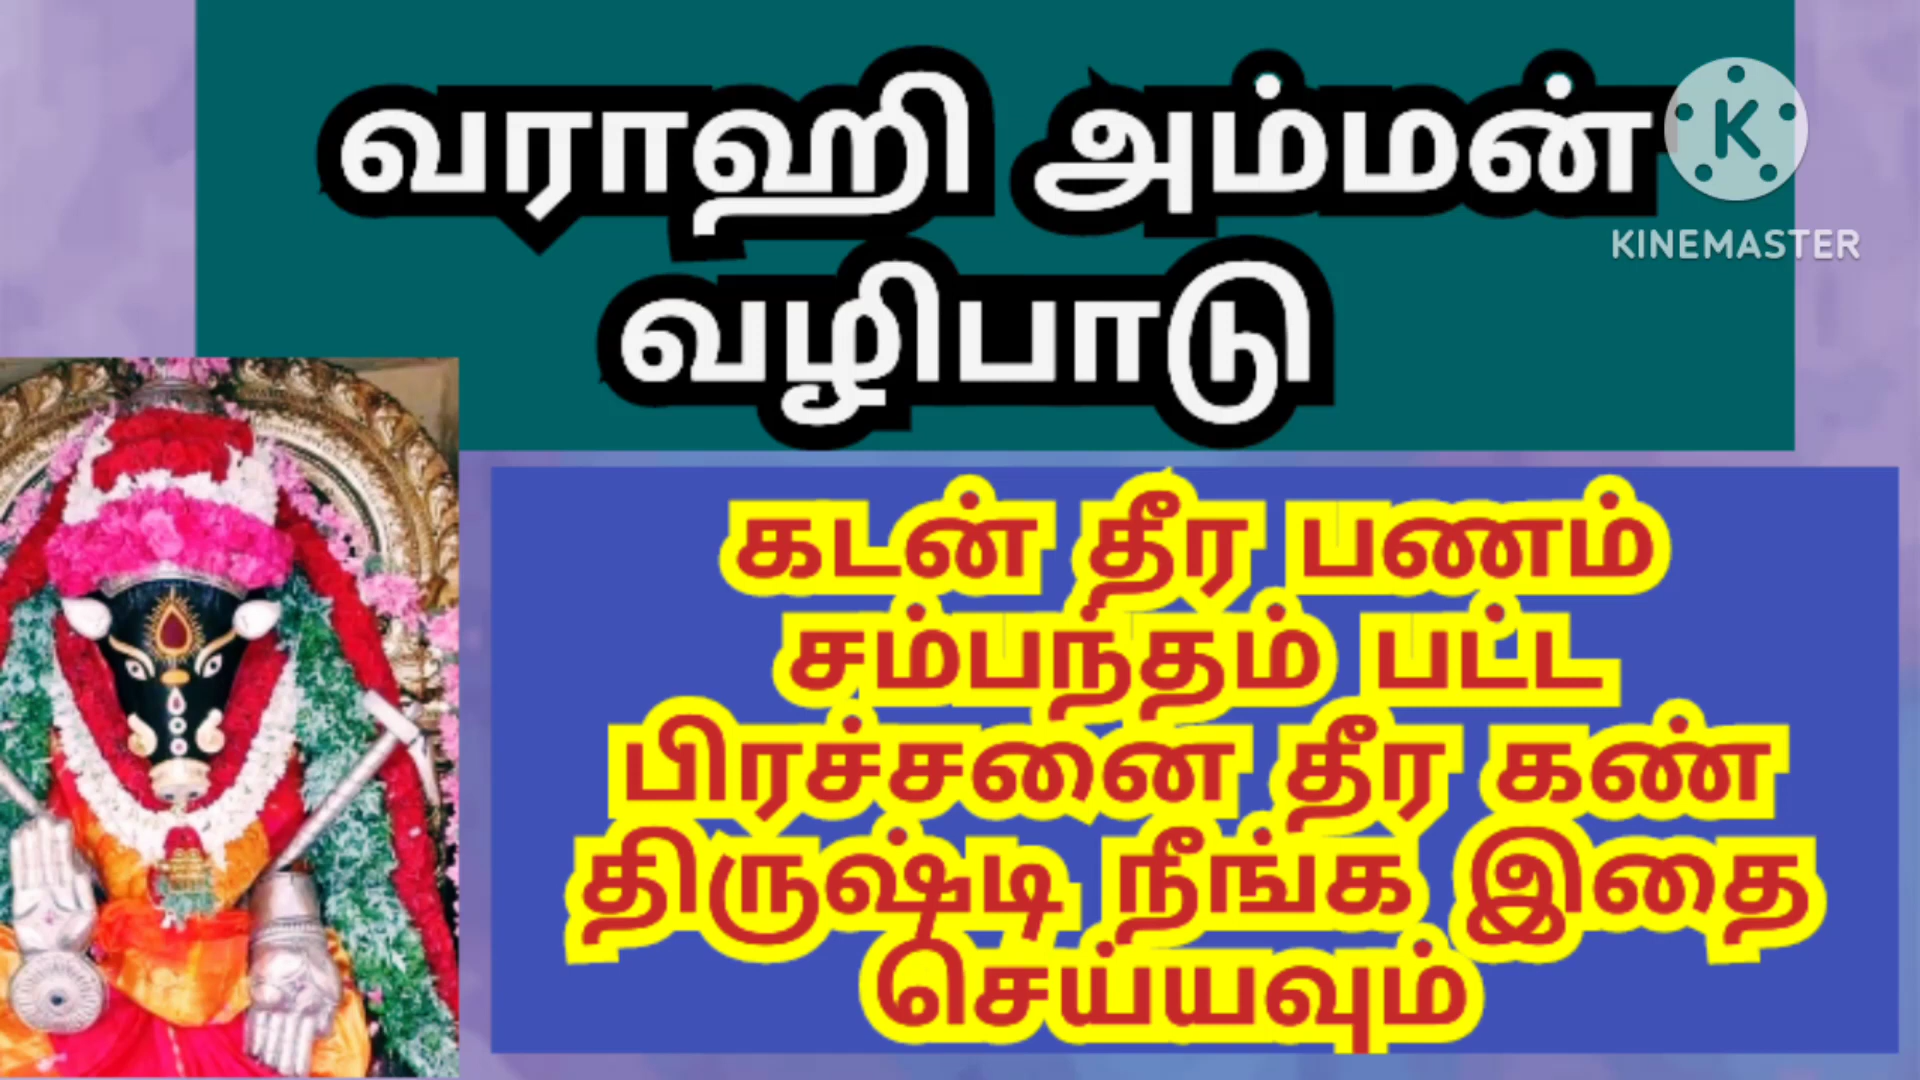 வராஹி அம்மன்
வழிபாடு
K
KINEMASTER
கடன் தீர பணம்
சம்பந்தம் பட்ட
பிரச்சனை தீர கண்
திருஷ்டி நீங்க இதை
செய்யவும்